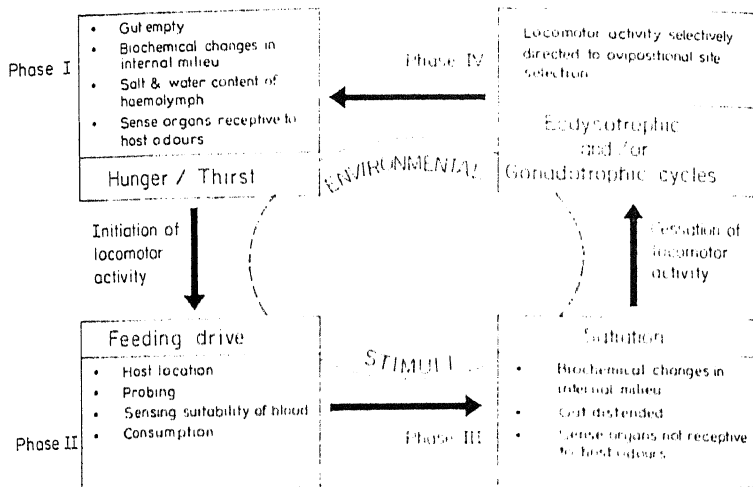 Phase I
• Gut empty
• Biochemical changes in
internal milieu
• Salt & water content of
haemolymph
• Sense organs receptive to
host odours
Hunger / Thirst
Phase IV
Locomotor activity selectively
directed to ovipositional site
selection
Ecdysotrophic
and /or
Gonadotrophic cycles
ENVIRONMENTAL
Initiation of
locomotor
activity
Cessation of
locomotor
activity
Phase II
Feeding drive
• Host location
• Probing
• Sensing suitability of blood
• Consumption
STIMULI
Phase III
Satiation
• Biochemical changes in
internal milieu
• Gut distended
• Sense organs not receptive
to host odours